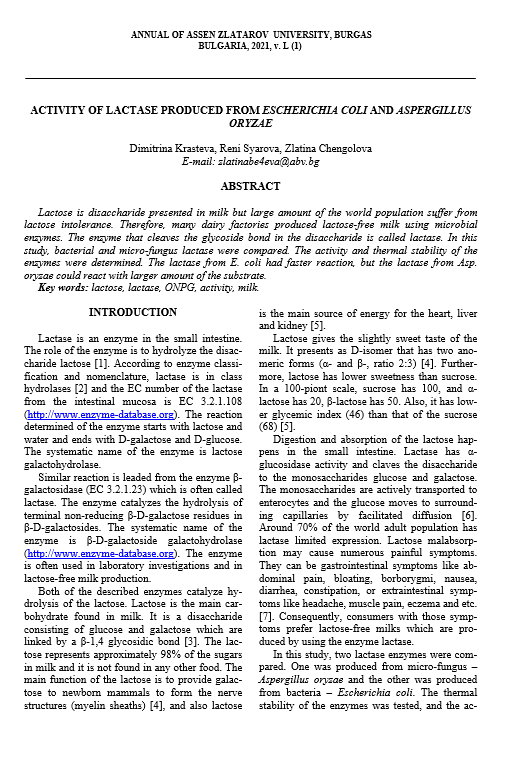 ANNUAL OF ASSEN ZLATAROV UNIVERSITY, BURGAS
BULGARIA, 2021, v. L (1)
ACTIVITY OF LACTASE PRODUCED FROM ESCHERICHIA COLI AND ASPERGILLUS
ORYZAE
Dimitrina Krasteva, Reni Syarova, Zlatina Chengolova
E-mail: zlatinabe4eva@abv.bg
ABSTRACT
Lactose is disaccharide presented in milk but large amount of the world population suffer from
lactose intolerance. Therefore, many dairy factories produced lactose-free milk using microbial
enzymes. The enzyme that cleaves the glycoside bond in the disaccharide is called lactase. In this
study, bacterial and micro-fungus lactase were compared. The activity and thermal stability of the
enzymes were determined. The lactase from E. coli had faster reaction, but the lactase from Asp.
oryzae could react with larger amount of the substrate.
Key words: lactose, lactase, ONPG, activity, milk.
INTRODUCTION
Lactase is an enzyme in the small intestine.
The role of the enzyme is to hydrolyze the disac-
charide lactose [1]. According to enzyme classi-
fication and nomenclature, lactase is in class
hydrolases [2] and the EC number of the lactase
from the intestinal mucosa is EC 3.2.1.108
(http://www.enzyme-database.org). The reaction
determined of the enzyme starts with lactose and
water and ends with D-galactose and D-glucose.
The systematic name of the enzyme is lactose
galactohydrolase.
Similar reaction is leaded from the enzyme β-
galactosidase (EC 3.2.1.23) which is often called
lactase. The enzyme catalyzes the hydrolysis of
terminal non-reducing β-D-galactose residues in
β-D-galactosides. The systematic name of the
enzyme is β-D-galactoside galactohydrolase
(http://www.enzyme-database.org). The enzyme
is often used in laboratory investigations and in
lactose-free milk production.
Both of the described enzymes catalyze hy-
drolysis of the lactose. Lactose is the main car-
bohydrate found in milk. It is a disaccharide
consisting of glucose and galactose which are
linked by a β-1,4 glycosidic bond [3]. The lac-
tose represents approximately 98% of the sugars
in milk and it is not found in any other food. The
main function of the lactose is to provide galac-
tose to newborn mammals to form the nerve
structures (myelin sheaths) [4], and also lactose
is the main source of energy for the heart, liver
and kidney [5].
Lactose gives the slightly sweet taste of the
milk. It presents as D-isomer that has two ano-
meric forms (α- and β-, ratio 2:3) [4]. Further-
more, lactose has lower sweetness than sucrose.
In a 100-piont scale, sucrose has 100, and α-
lactose has 20, β-lactose has 50. Also, it has low-
er glycemic index (46) than that of the sucrose
(68) [5].
Digestion and absorption of the lactose hap-
pens in the small intestine. Lactase has α-
glucosidase activity and claves the disaccharide
to the monosaccharides glucose and galactose.
The monosaccharides are actively transported to
enterocytes and the glucose moves to surround-
ing capillaries by facilitated diffusion [6].
Around 70% of the world adult population has
lactase limited expression. Lactose malabsorp-
tion may cause numerous painful symptoms.
They can be gastrointestinal symptoms like ab-
dominal pain, bloating, borborygmi, nausea,
diarrhea, constipation, or extraintestinal symp-
toms like headache, muscle pain, eczema and etc.
[7]. Consequently, consumers with those symp-
toms prefer lactose-free milks which are pro-
duced by using the enzyme lactase.
In this study, two lactase enzymes were com-
pared. One was produced from micro-fungus –
Aspergillus oryzae and the other was produced
from bacteria – Escherichia coli. The thermal
stability of the enzymes was tested, and the ac-